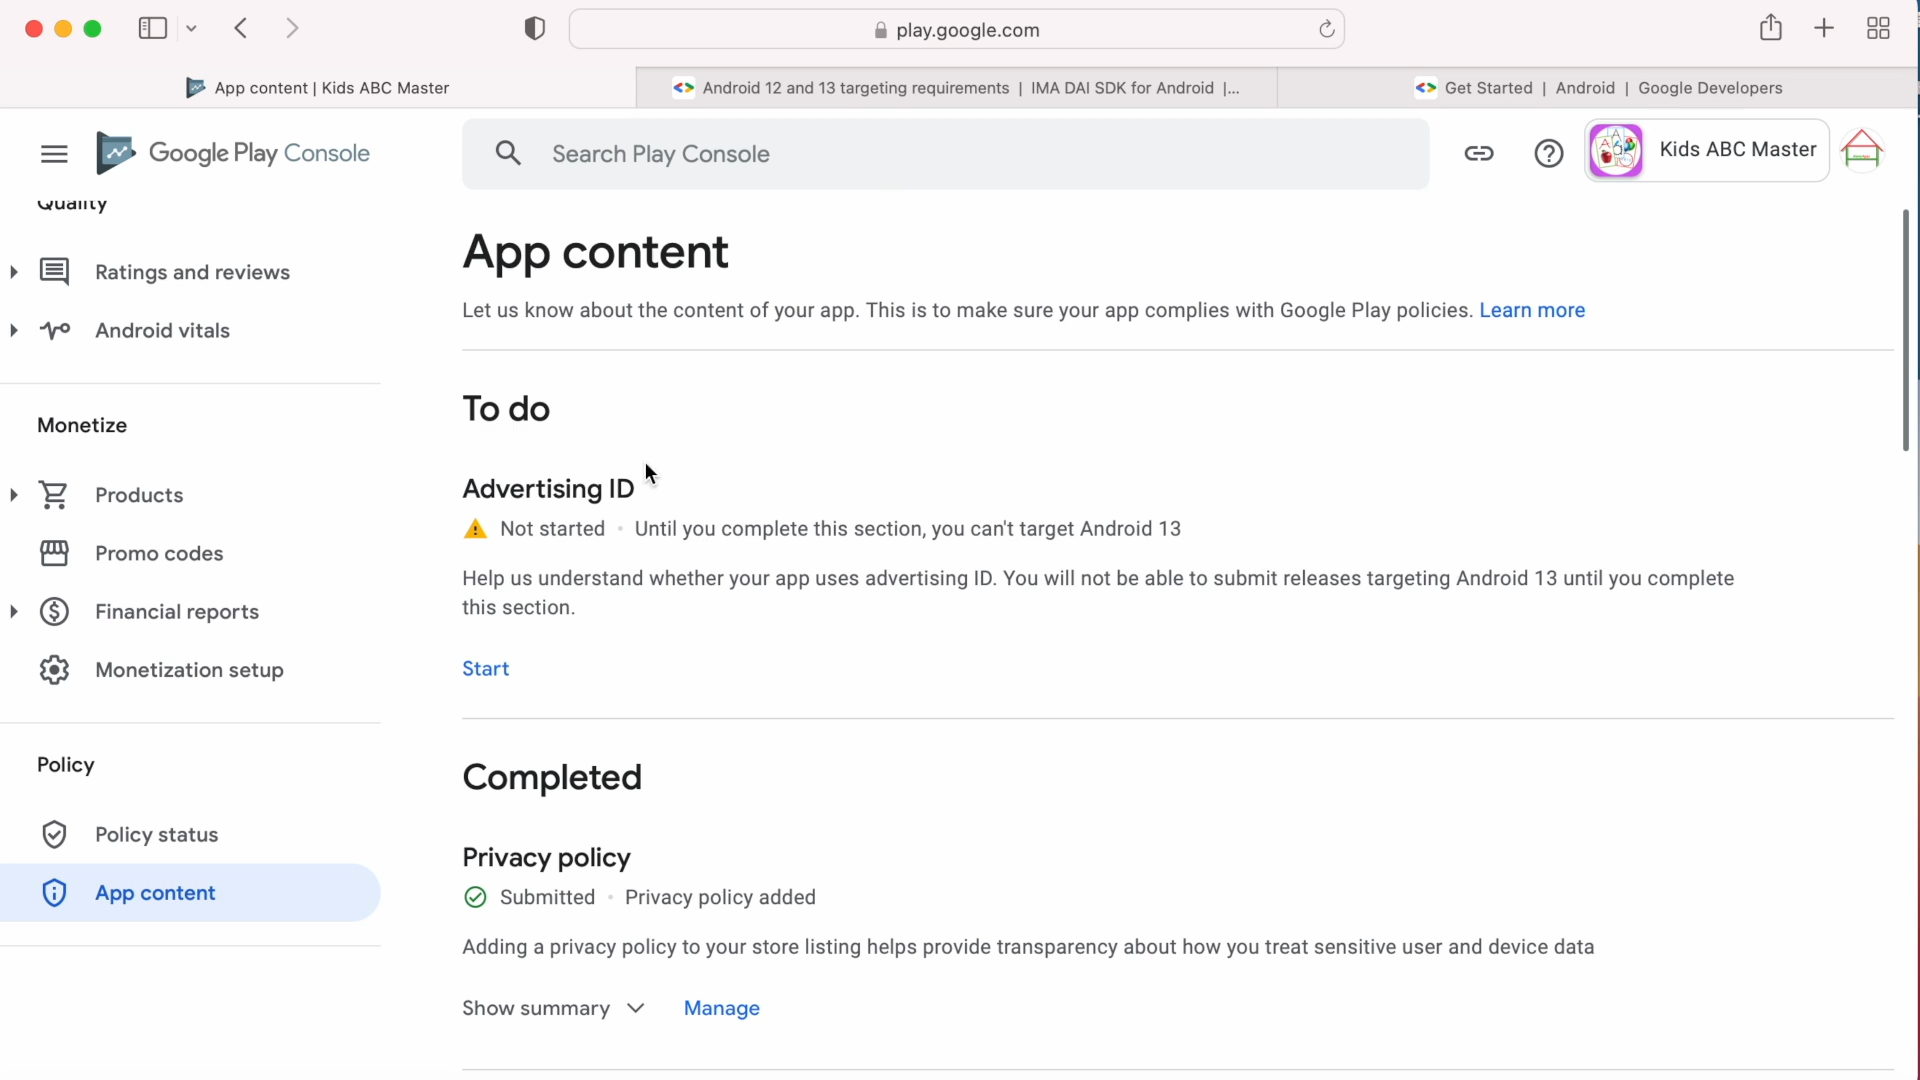 play.google.com
App content | Kids ABC Master
Android 12 and 13 targeting requirements | IMA DAI SDK for Android |...
Get Started | Android | Google Developers
Google Play Console
Search Play Console
Kids ABC Master
Quality
Ratings and reviews
Android vitals
Monetize
Products
Promo codes
Financial reports
Monetization setup
Policy
Policy status
App content
App content
Let us know about the content of your app. This is to make sure your app complies with Google Play policies. Learn more
To do
Advertising ID
Not started • Until you complete this section, you can't target Android 13
Help us understand whether your app uses advertising ID. You will not be able to submit releases targeting Android 13 until you complete
this section.
Start
Completed
Privacy policy
Submitted • Privacy policy added
Adding a privacy policy to your store listing helps provide transparency about how you treat sensitive user and device data
Show summary
Manage